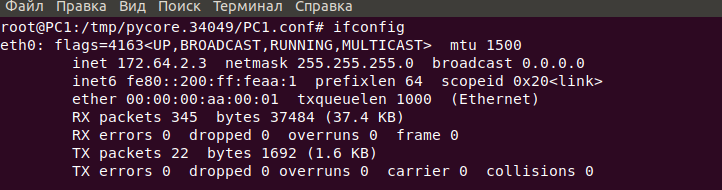 Файл Правка Вид Поиск Терминал Справка
root@PC1:/tmp/pycore.34049/PC1.conf# ifconfig
eth0: flags=4163<UP,BROADCAST,RUNNING,MULTICAST>  mtu 1500
        inet 172.64.2.3  netmask 255.255.255.0  broadcast 0.0.0.0
        inet6 fe80::200:ff:feaa:1  prefixlen 64  scopeid 0x20<link>
        ether 00:00:00:aa:00:01  txqueuelen 1000  (Ethernet)
        RX packets 345  bytes 37484 (37.4 KB)
        RX errors 0  dropped 0  overruns 0  frame 0
        TX packets 22  bytes 1692 (1.6 KB)
        TX errors 0  dropped 0 overruns 0  carrier 0  collisions 0